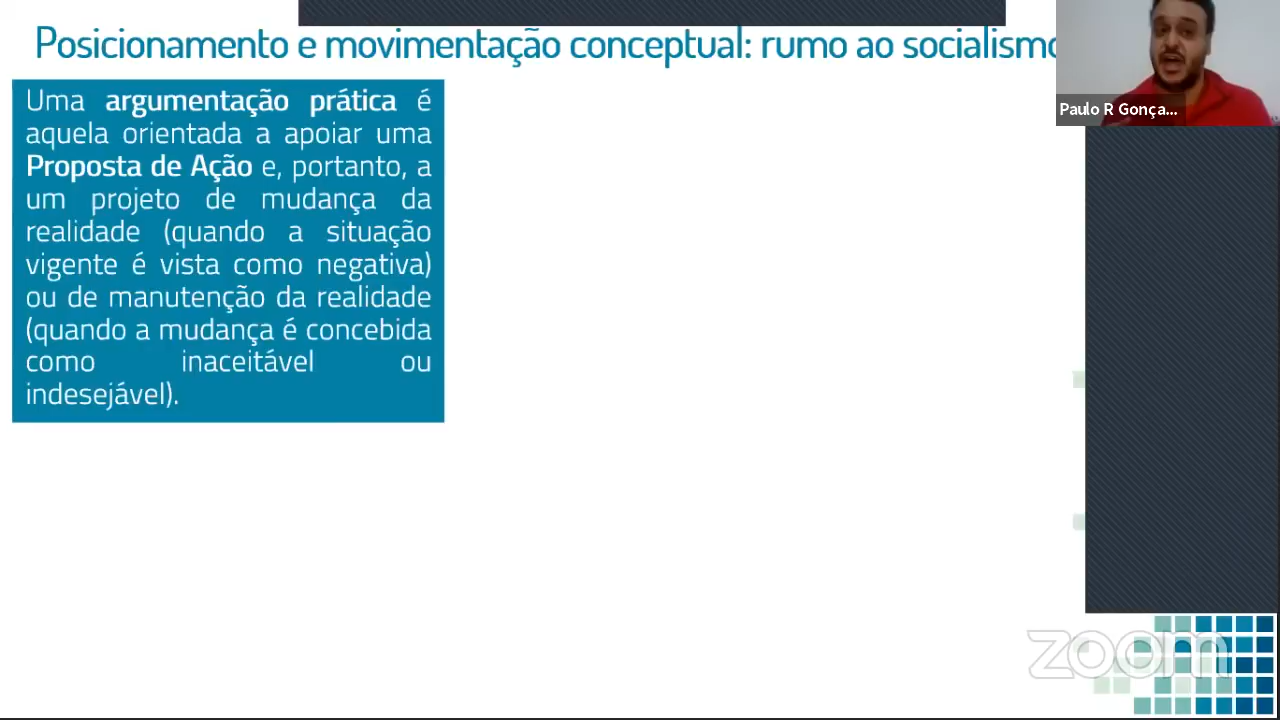 Posicionamento e movimentação conceptual: rumo ao socialismo
Uma argumentação prática é
aquela orientada a apoiar uma
Proposta de Ação e, portanto, a
um projeto de mudança da
realidade (quando a situação
vigente é vista como negativa)
ou de manutenção da realidade
(quando a mudança é concebida
como inaceitável ou
indesejável).
Paulo R Gonça...
zoom